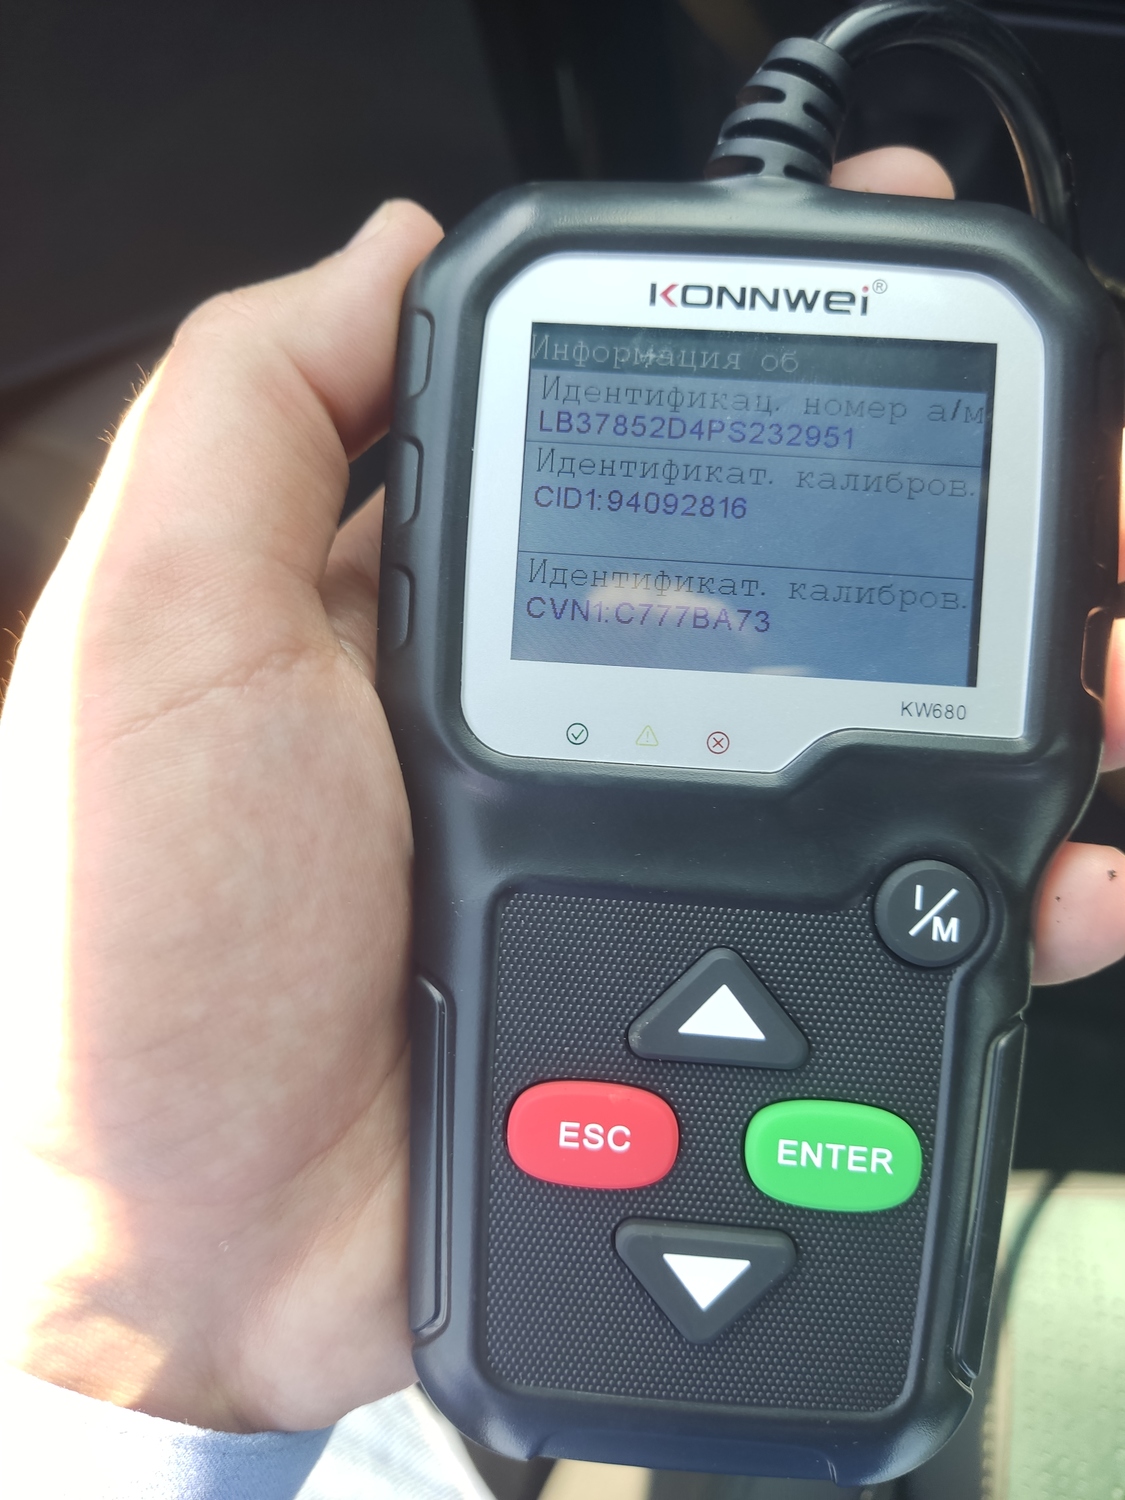 KONNWEI®
Информация об
Идентификац. номер а/м
LB37852D4PS232951
Идентификат. калибров.
CID1:94092816
Идентификат. калибров.
CVN1:C777BA73
KW680
I/M
ESC
ENTER